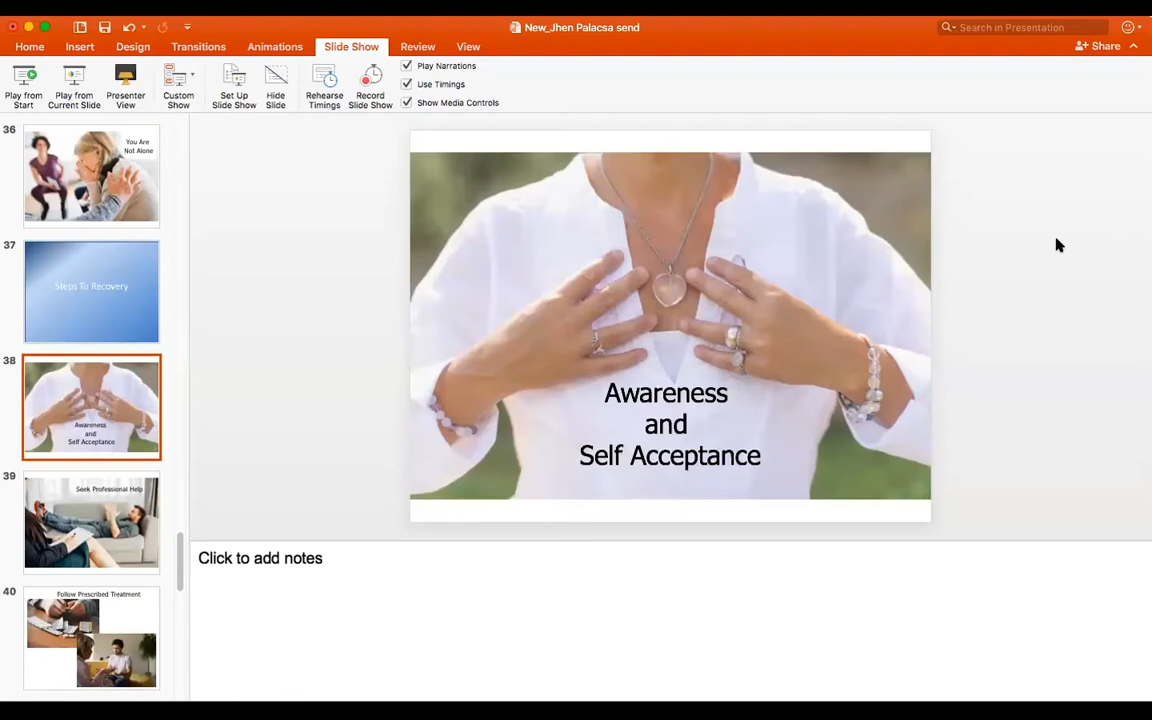 New_Jhen Palacsa send
Search in Presentation
Home Insert Design Transitions Animations Slide Show Review View
Share
Play from Start
Play from Current Slide
Presenter View
Custom Show
Set Up Slide Show
Hide Slide
Rehearse Timings
Record Slide Show
Play Narrations
Use Timings
Show Media Controls
36
You Are
Not Alone
37
Steps To Recovery
38
Awareness
and
Self Acceptance
39
Seek Professional Help
40
Follow Prescribed Treatment
Awareness
and
Self Acceptance
Click to add notes